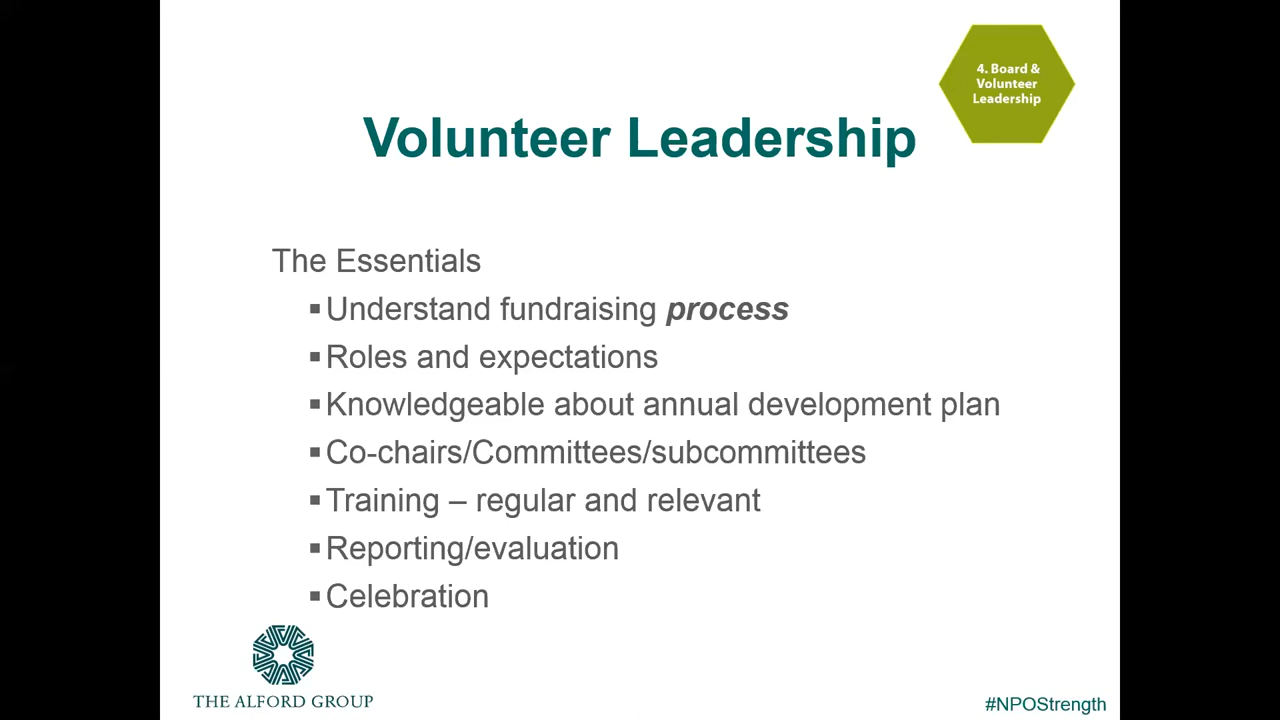 4. Board &
Volunteer
Leadership
Volunteer Leadership
The Essentials
▪Understand fundraising process
▪Roles and expectations
▪Knowledgeable about annual development plan
▪Co-chairs/Committees/subcommittees
▪Training – regular and relevant
▪Reporting/evaluation
▪Celebration
THE ALFORD GROUP
#NPOStrength